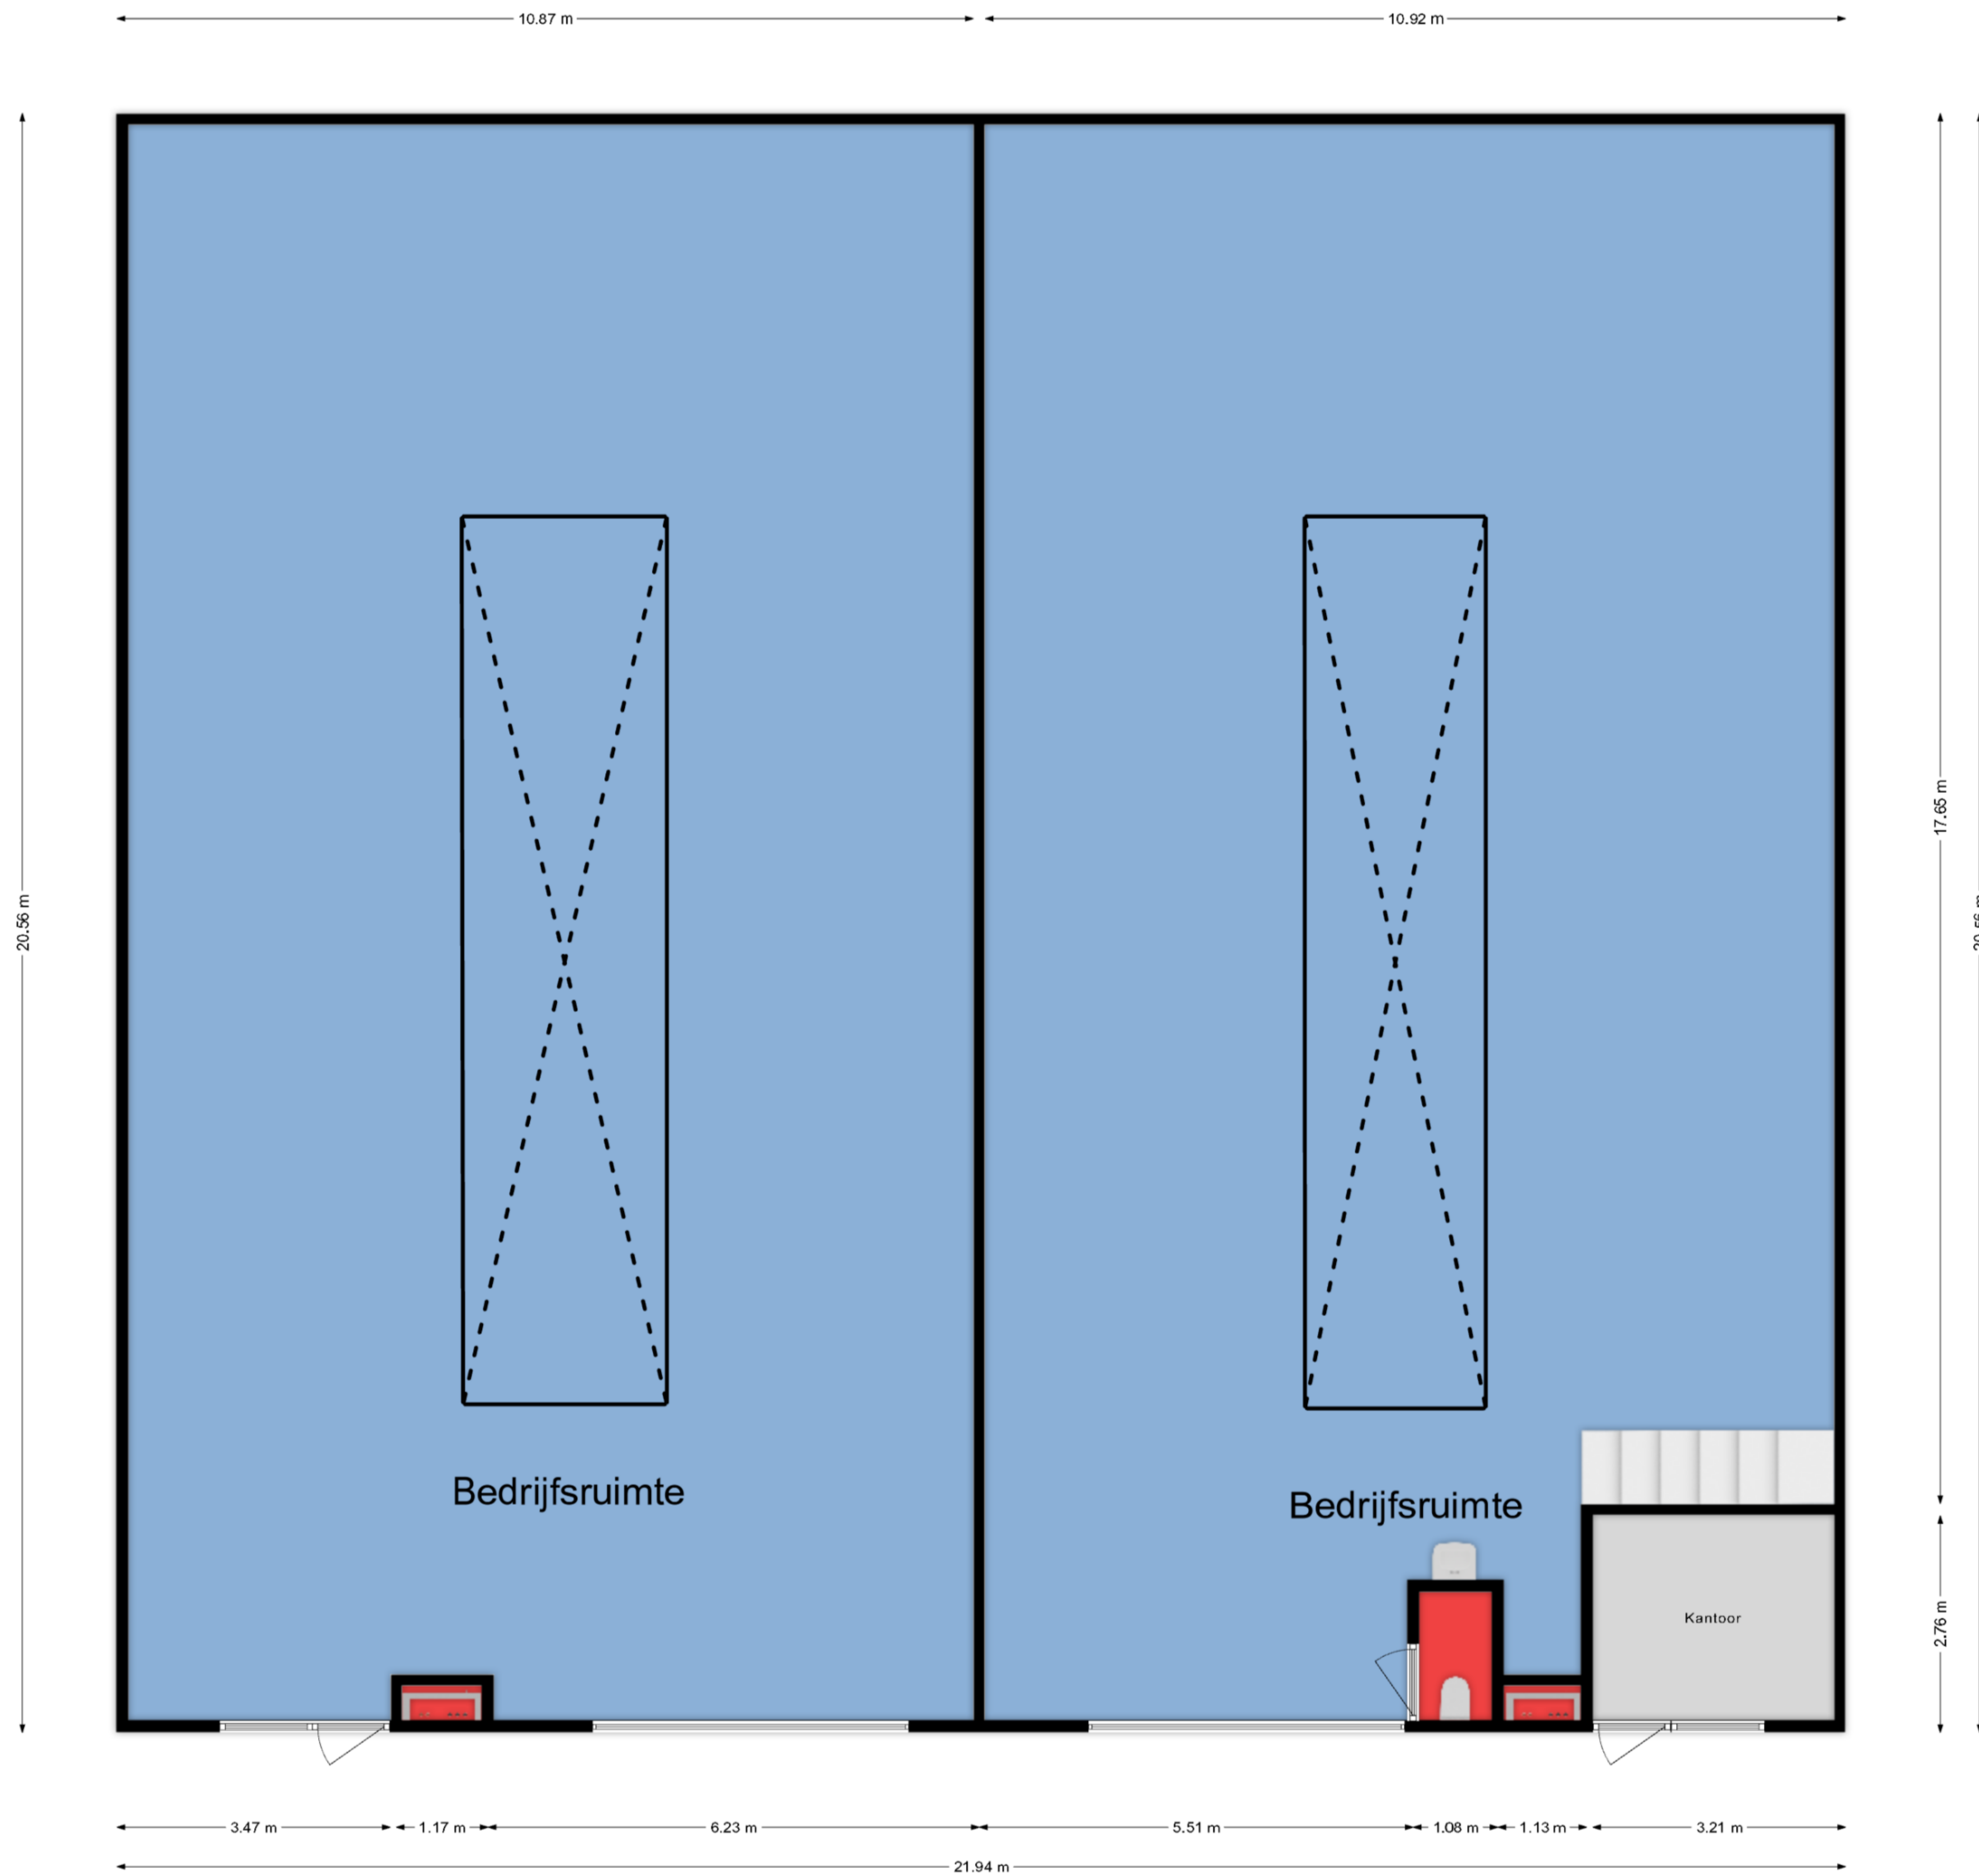 10.87 m
10.92 m
20.56 m
17.65 m
Bedrijfsruimte
Bedrijfsruimte
Kantoor
2.76 m
3.47 m
1.17 m
6.23 m
5.51 m
1.08 m
1.13 m
3.21 m
21.94 m